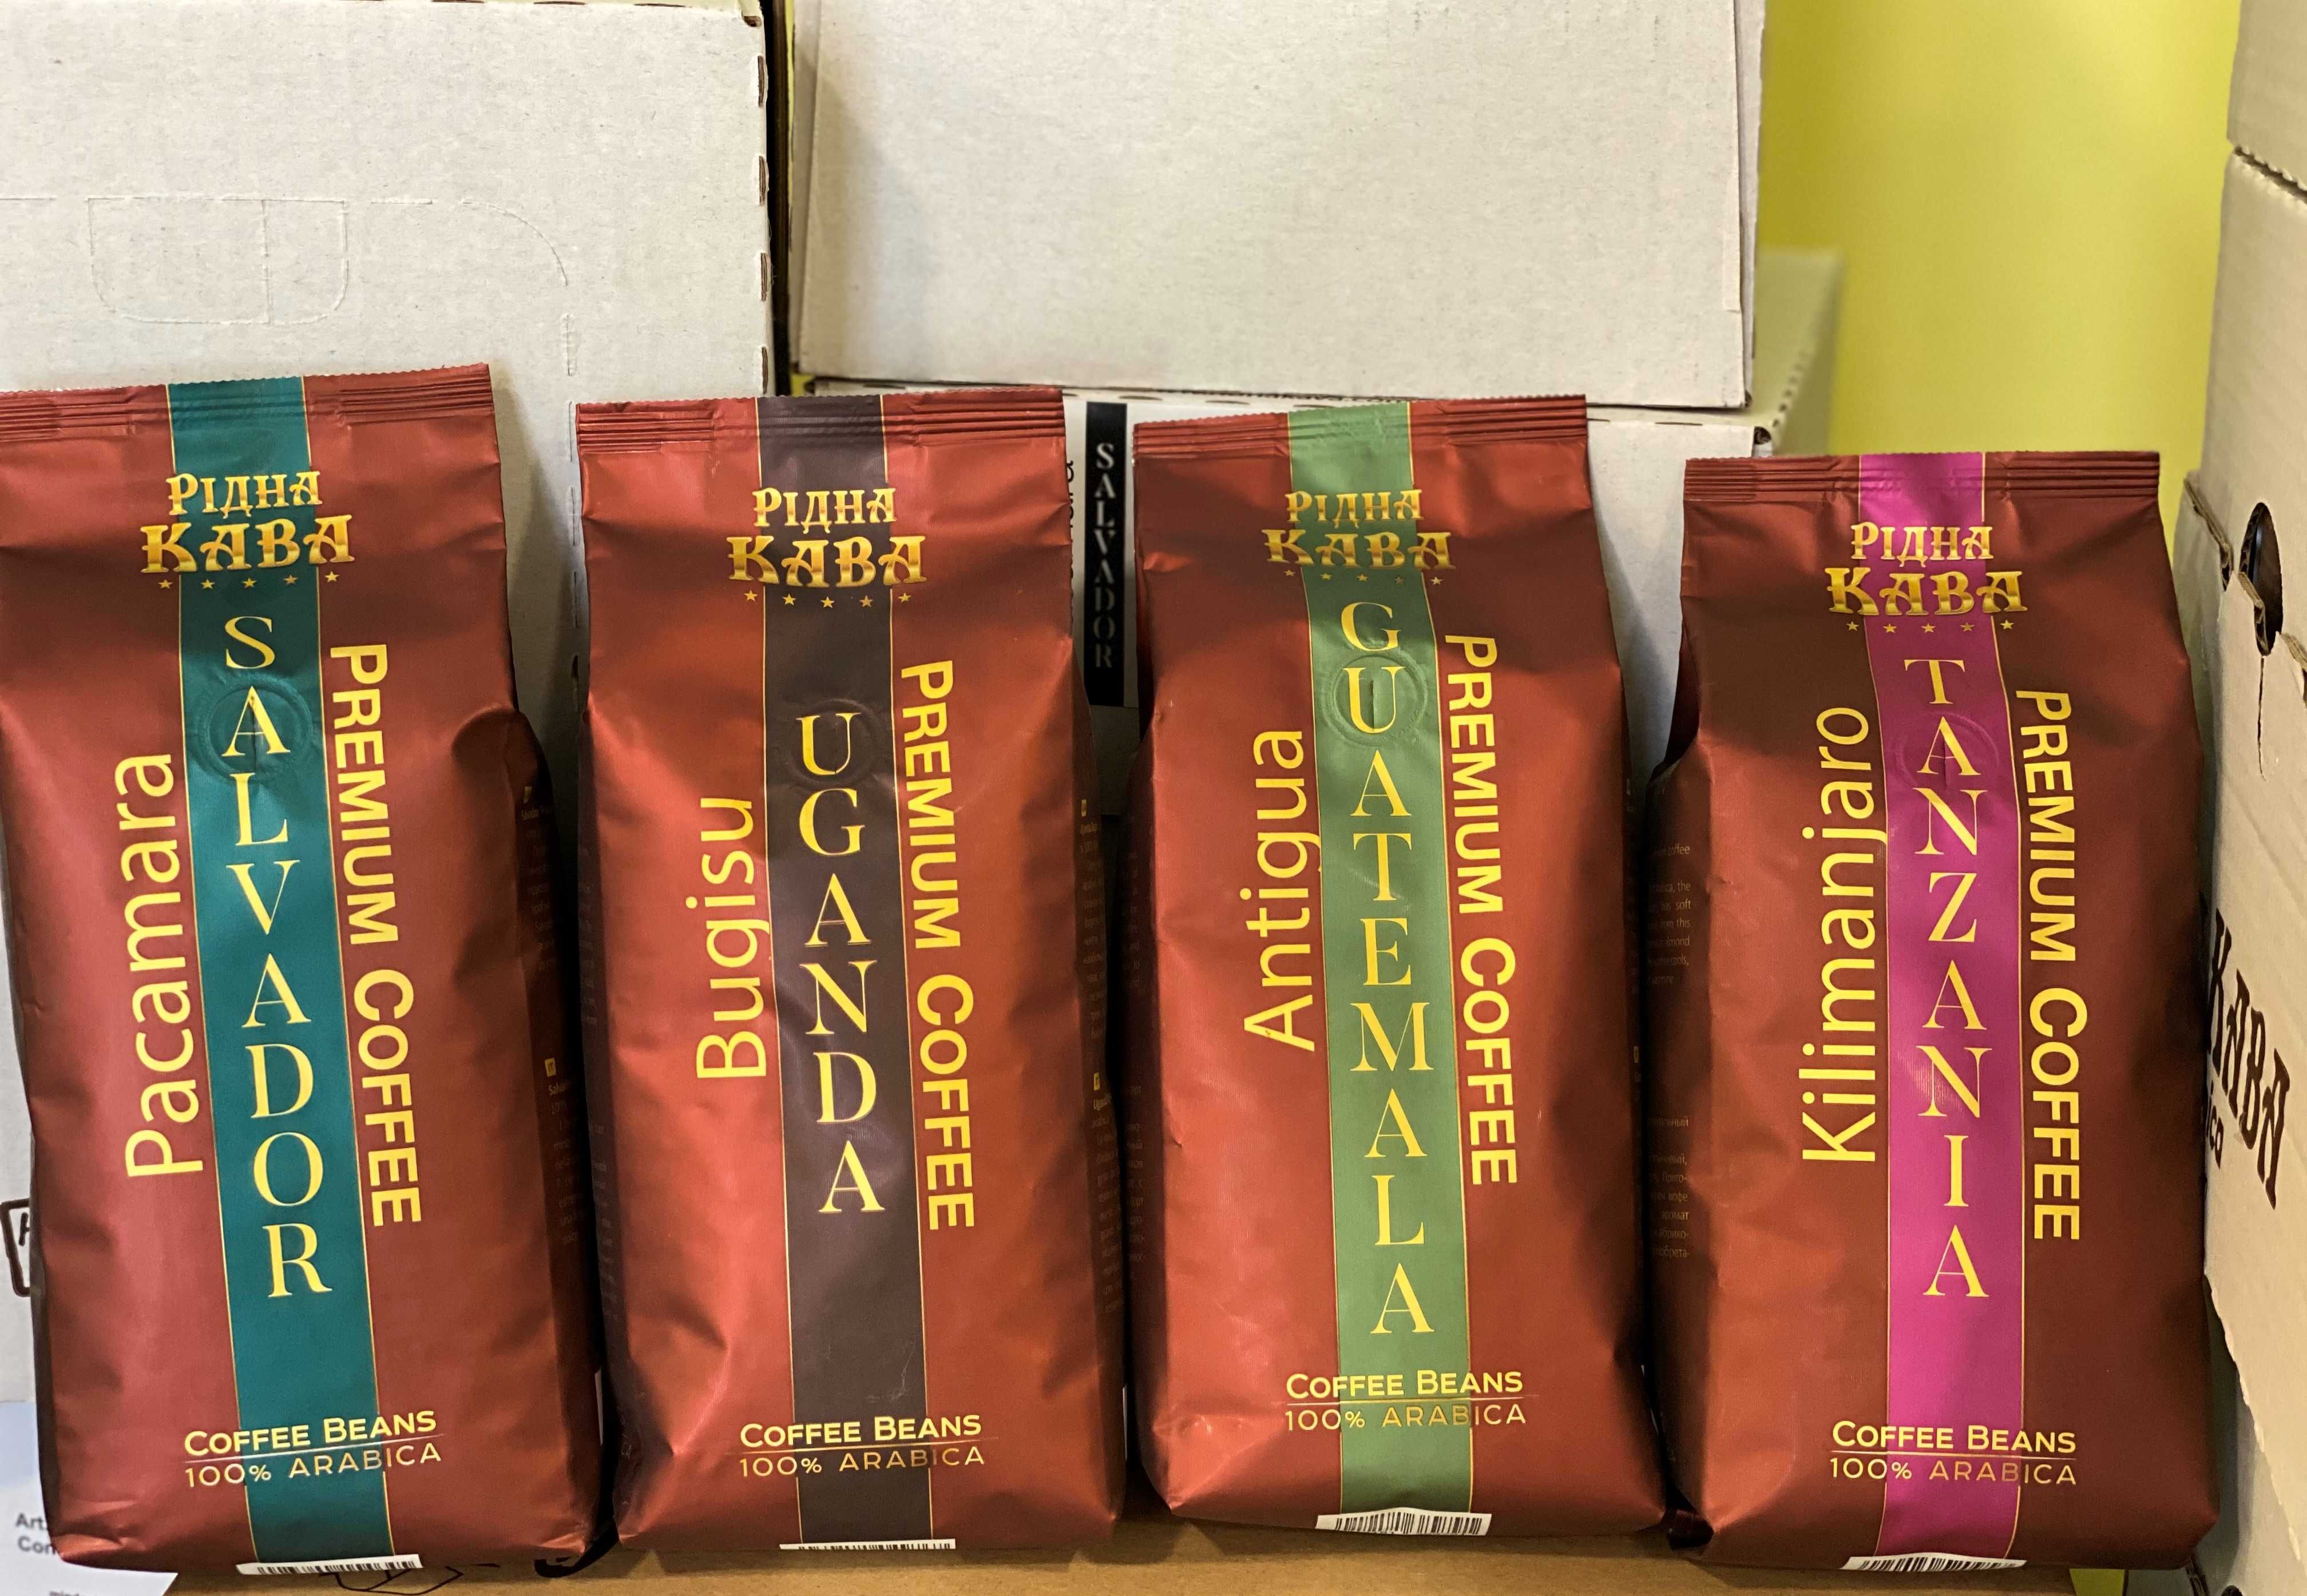 РІДНА
КАВА
Pacamara
SALVADOR
PREMIUM COFFEE
COFFEE BEANS
100% ARABICA
РІДНА
КАВА
Bugisu
UGANDA
PREMIUM COFFEE
COFFEE BEANS
100% ARABICA
SALVADOR
РІДНА
КАВА
Antigua
GUATEMALA
PREMIUM COFFEE
COFFEE BEANS
100% ARABICA
РІДНА
КАВА
Kilimanjaro
TANZANIA
PREMIUM COFFEE
COFFEE BEANS
100% ARABICA
КАВА